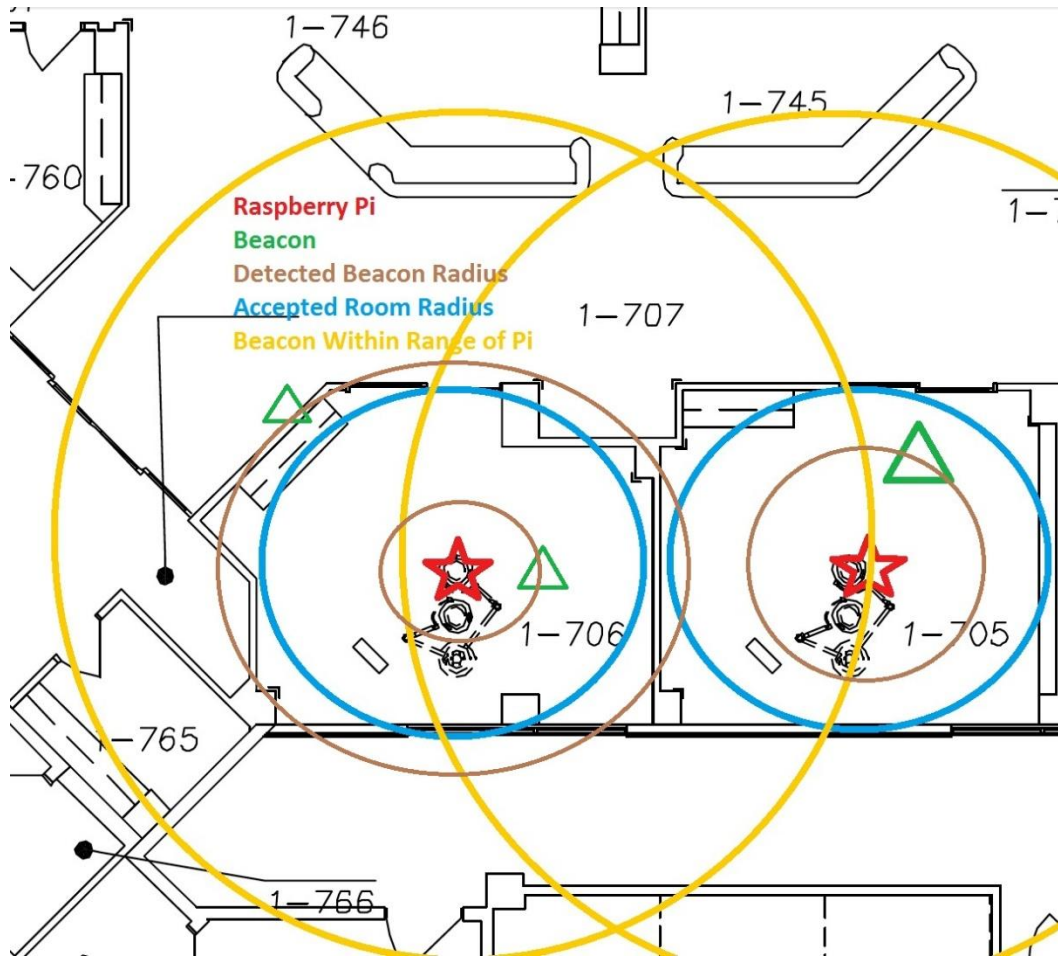 1-746
1-745
-760
Raspberry Pi
Beacon
Detected Beacon Radius
Accepted Room Radius
Beacon Within Range of Pi
1-707
1-706
1-705
1-765
1-766